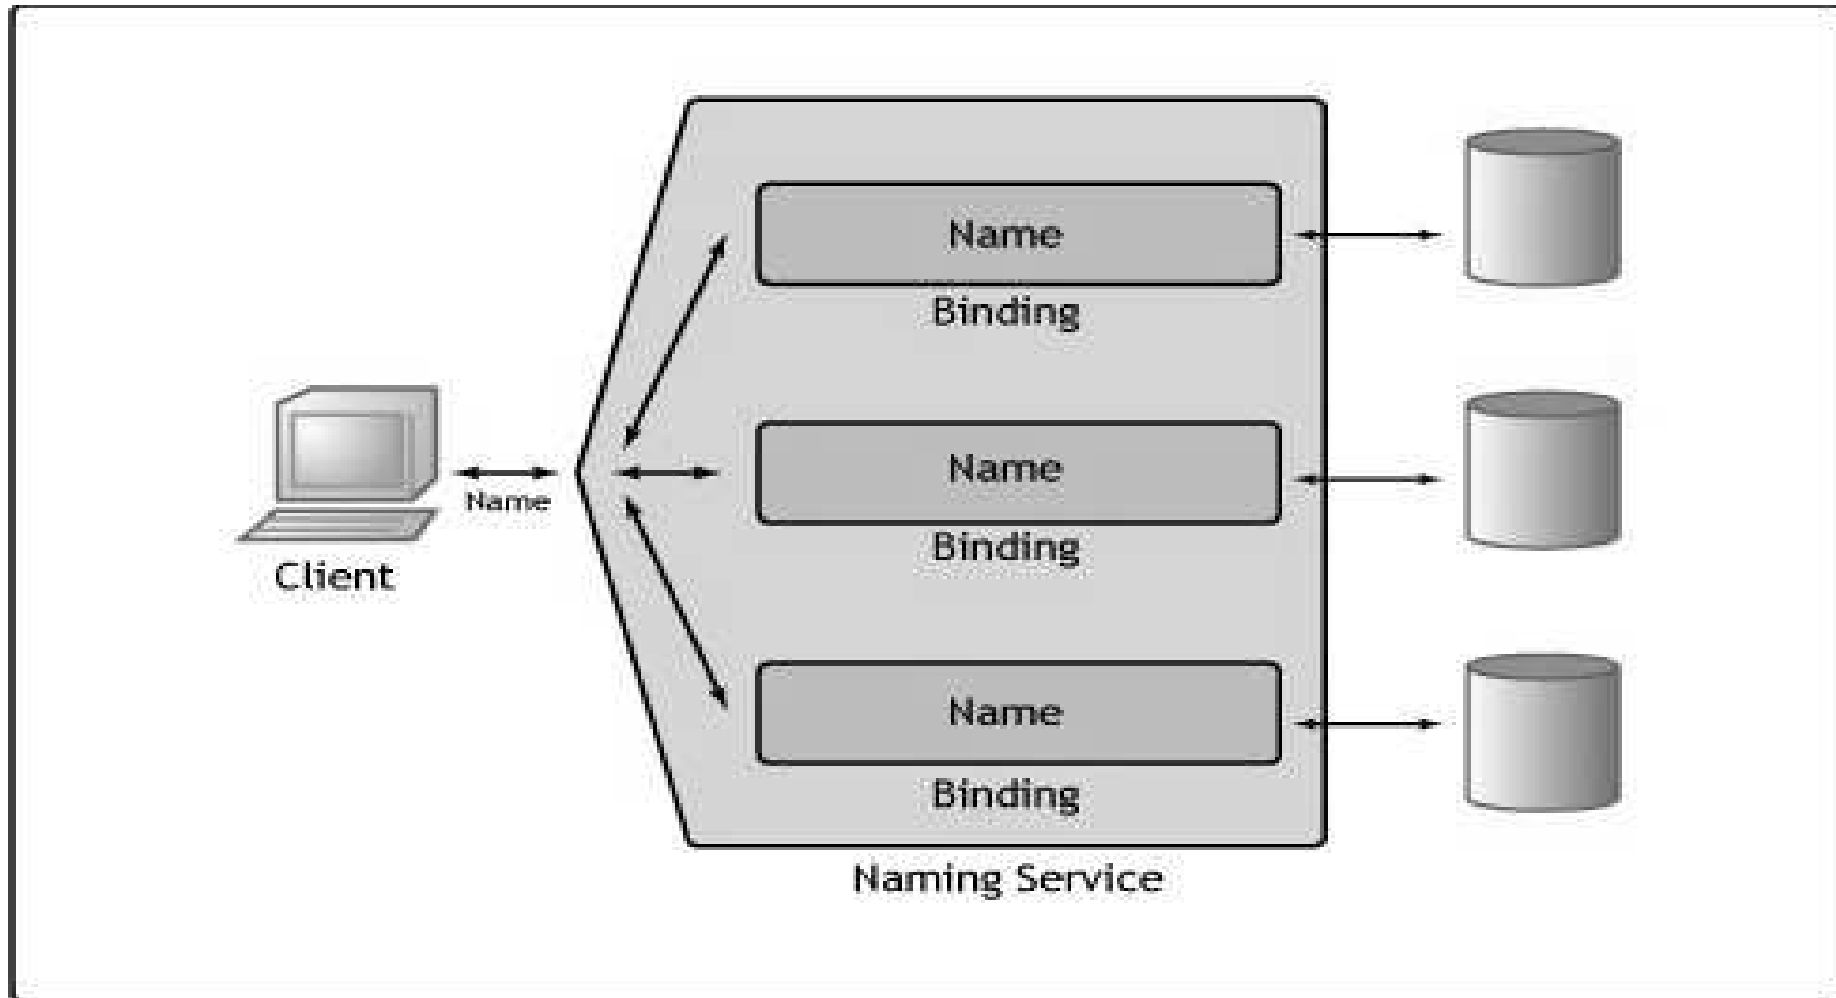 Name
Binding
Name
Client
Name
Binding
Name
Binding
Naming Service